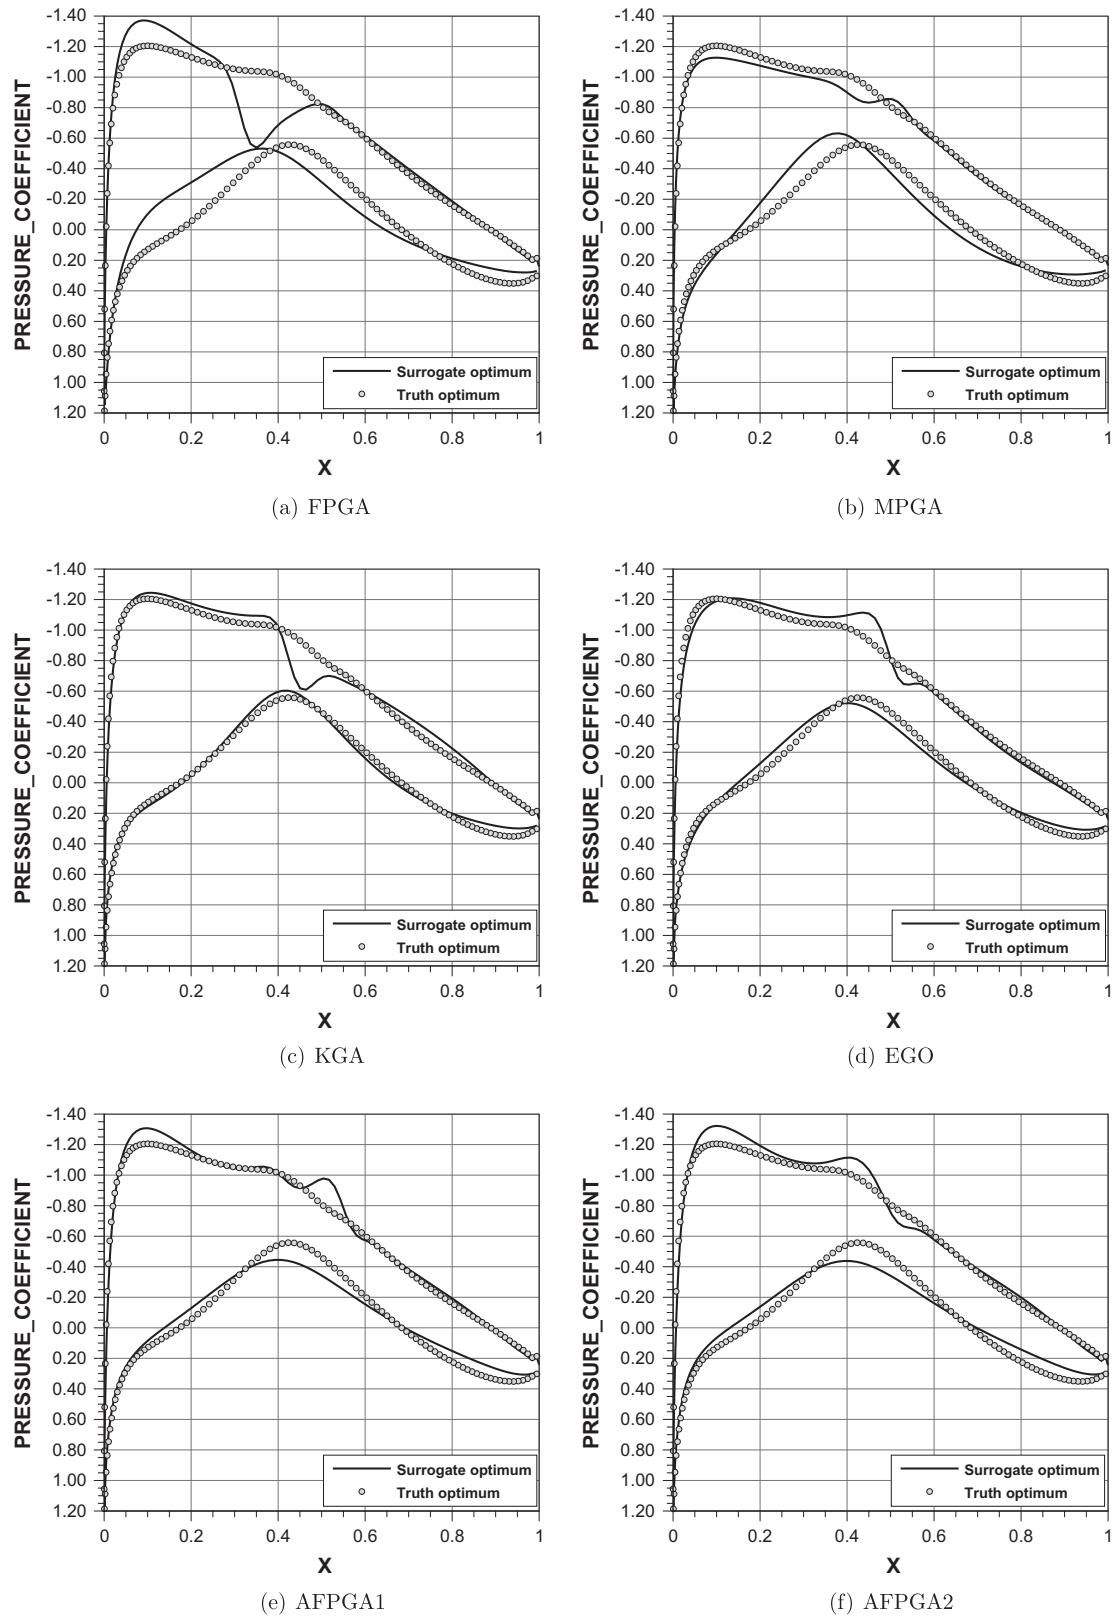 -1.40
-1.20
-1.00
-0.80
-0.60
-0.40
-0.20
0.00
0.20
0.40
0.60
0.80
1.00
1.20
PRESSURE_COEFFICIENT
Surrogate optimum
Truth optimum
0 0.2 0.4 0.6 0.8 1
X
(a) FPGA
-1.40
-1.20
-1.00
-0.80
-0.60
-0.40
-0.20
0.00
0.20
0.40
0.60
0.80
1.00
1.20
PRESSURE_COEFFICIENT
Surrogate optimum
Truth optimum
0 0.2 0.4 0.6 0.8 1
X
(b) MPGA
-1.40
-1.20
-1.00
-0.80
-0.60
-0.40
-0.20
0.00
0.20
0.40
0.60
0.80
1.00
1.20
PRESSURE_COEFFICIENT
Surrogate optimum
Truth optimum
0 0.2 0.4 0.6 0.8 1
X
(c) KGA
-1.40
-1.20
-1.00
-0.80
-0.60
-0.40
-0.20
0.00
0.20
0.40
0.60
0.80
1.00
1.20
PRESSURE_COEFFICIENT
Surrogate optimum
Truth optimum
0 0.2 0.4 0.6 0.8 1
X
(d) EGO
-1.40
-1.20
-1.00
-0.80
-0.60
-0.40
-0.20
0.00
0.20
0.40
0.60
0.80
1.00
1.20
PRESSURE_COEFFICIENT
Surrogate optimum
Truth optimum
0 0.2 0.4 0.6 0.8 1
X
(e) AFPGA1
-1.40
-1.20
-1.00
-0.80
-0.60
-0.40
-0.20
0.00
0.20
0.40
0.60
0.80
1.00
1.20
PRESSURE_COEFFICIENT
Surrogate optimum
Truth optimum
0 0.2 0.4 0.6 0.8 1
X
(f) AFPGA2